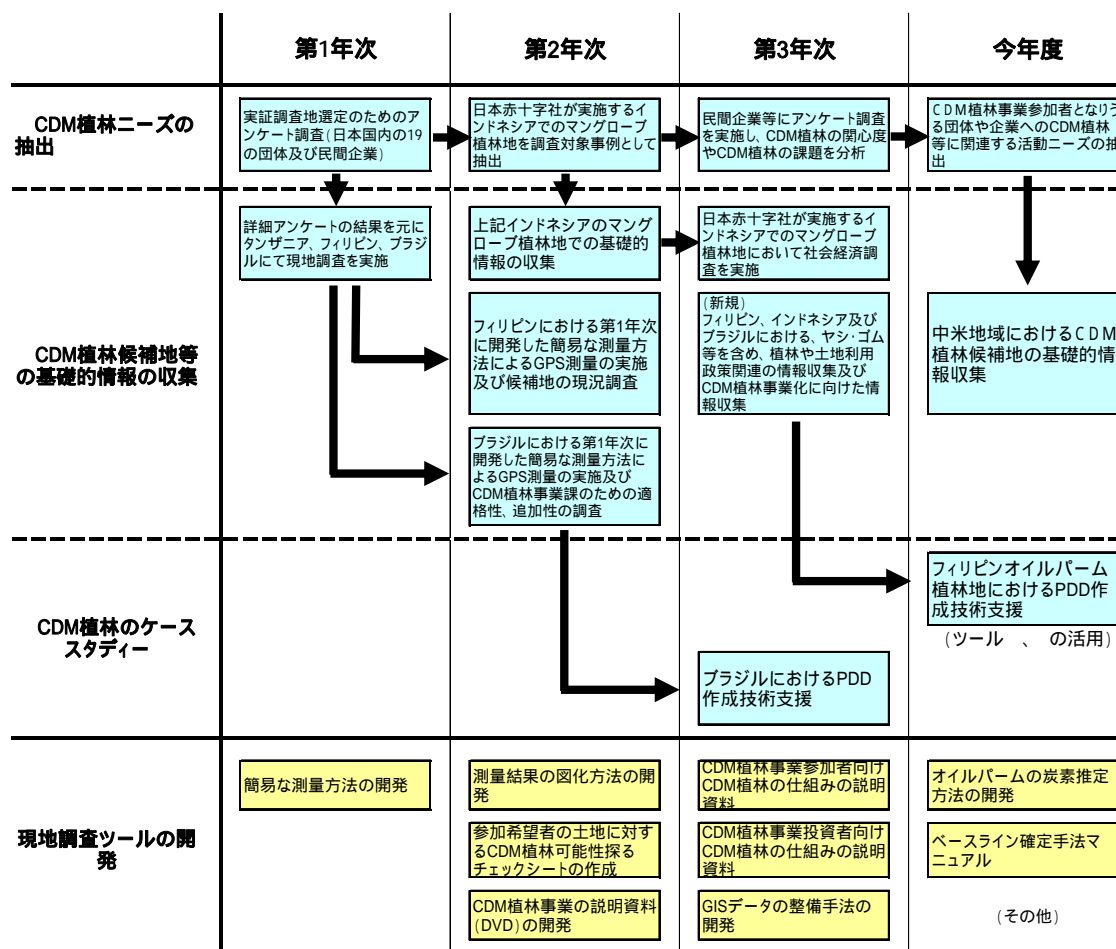 第1年次
第2年次
第3年次
今年度
CDM植林ニーズの
抽出
実証調査地選定のためのア
ンケート調査(日本国内の19
の団体及び民間企業)
日本赤十字社が実施するイ
ンドネシアでのマングローブ
植林地を調査対象事例として
抽出
民間企業等にアンケート調査
を実施し、CDM植林の関心度
やCDM植林の課題を分析
CDM植林事業参加者となりう
る団体や企業へのCDM植林
等に関連する活動ニーズの抽
出
CDM植林候補地等
の基礎的情報の収集
詳細アンケートの結果を元に
タンザニア、フィリピン、ブラジ
ルにて現地調査を実施
上記インドネシアのマング
ローブ植林地での基礎的
情報の収集
日本赤十字社が実施するイ
ンドネシアでのマングローブ
植林地において社会経済調
査を実施
フィリピンにおける第1年次
に開発した簡易な測量方
法によるGPS測量の実施
及び候補地の現況調査
(新規)
フィリピン、インドネシア及び
ブラジルにおける、ヤシ・ゴム
等を含め、植林や土地利用
政策関連の情報収集及び
CDM植林事業化に向けた情
報収集
中米地域におけるCDM
植林候補地の基礎的情
報収集
ブラジルにおける第1年次に
開発した簡易な測量方法に
よるGPS測量の実施及び
CDM植林事業課のための適
格性、追加性の調査
CDM植林のケース
スタディー
フィリピンオイルパーム
植林地におけるPDD作
成技術支援
(ツール 、 の活用)
ブラジルにおけるPDD
作成技術支援
現地調査ツールの開
発
簡易な測量方法の開発
測量結果の図化方法の開
発
CDM植林事業参加者向け
CDM植林の仕組みの説明
資料
オイルパームの炭素推定
方法の開発
参加希望者の土地に対す
るCDM植林可能性探る
チェックシートの作成
CDM植林事業投資者向け
CDM植林の仕組みの説明
資料
ベースライン確定手法マ
ニュアル
CDM植林事業の説明資料
(DVD)の開発
GISデータの整備手法の
開発
(その他)